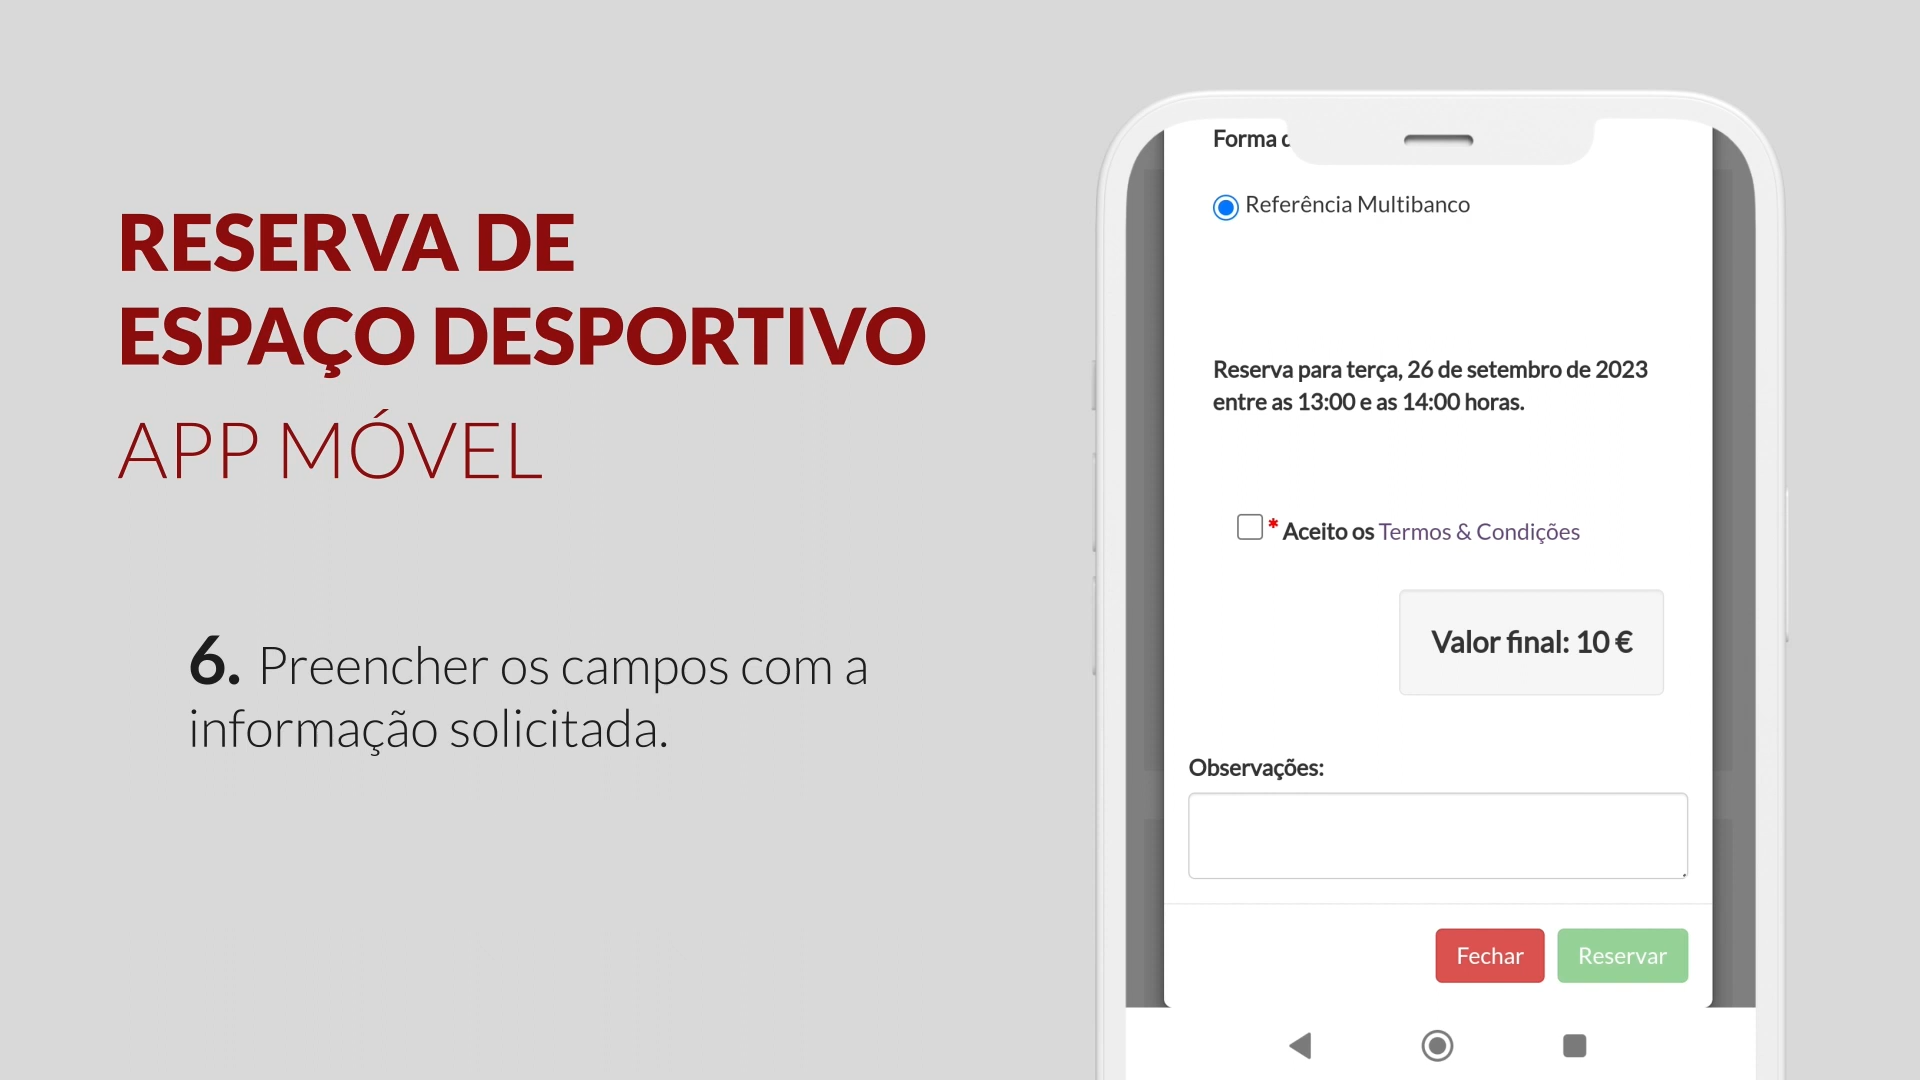 RESERVA DE
ESPAÇO DESPORTIVO
APP MÓVEL
6. Preencher os campos com a
informação solicitada.
Forma
Referência Multibanco
Reserva para terça, 26 de setembro de 2023
entre as 13:00 e as 14:00 horas.
* Aceito os Termos & Condições
Valor final: 10 €
Observações:
Fechar
Reservar